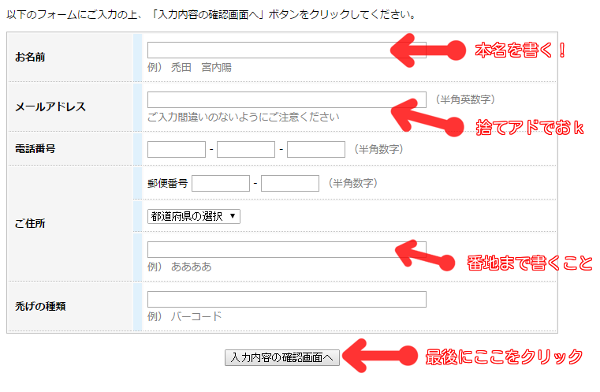 以下のフォームにご入力の上、「入力内容の確認画面へ」ボタンをクリックしてください。
お名前
本名を書く！
例） 禿田　宮内陽
メールアドレス
（半角英数字）
ご入力間違いのないようにご注意ください
捨てアドでおｋ
電話番号
- - （半角数字）
ご住所
郵便番号 - （半角数字）
都道府県の選択 ▼
番地まで書くこと
例） ああああ
禿げの種類
例） バーコード
入力内容の確認画面へ
最後にここをクリック